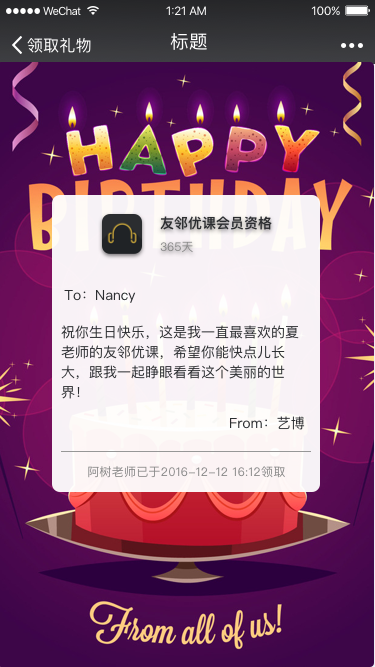 WeChat 1:21 AM 100%
领取礼物 标题
HAPPY
BIRTHDAY
友邻优课会员资格
365天
To：Nancy
祝你生日快乐，这是我一直最喜欢的夏
老师的友邻优课，希望你能快点儿长
大，跟我一起睁眼看看这个美丽的世
界！
From：艺博
阿树老师已于2016-12-12 16:12领取
From all of us!